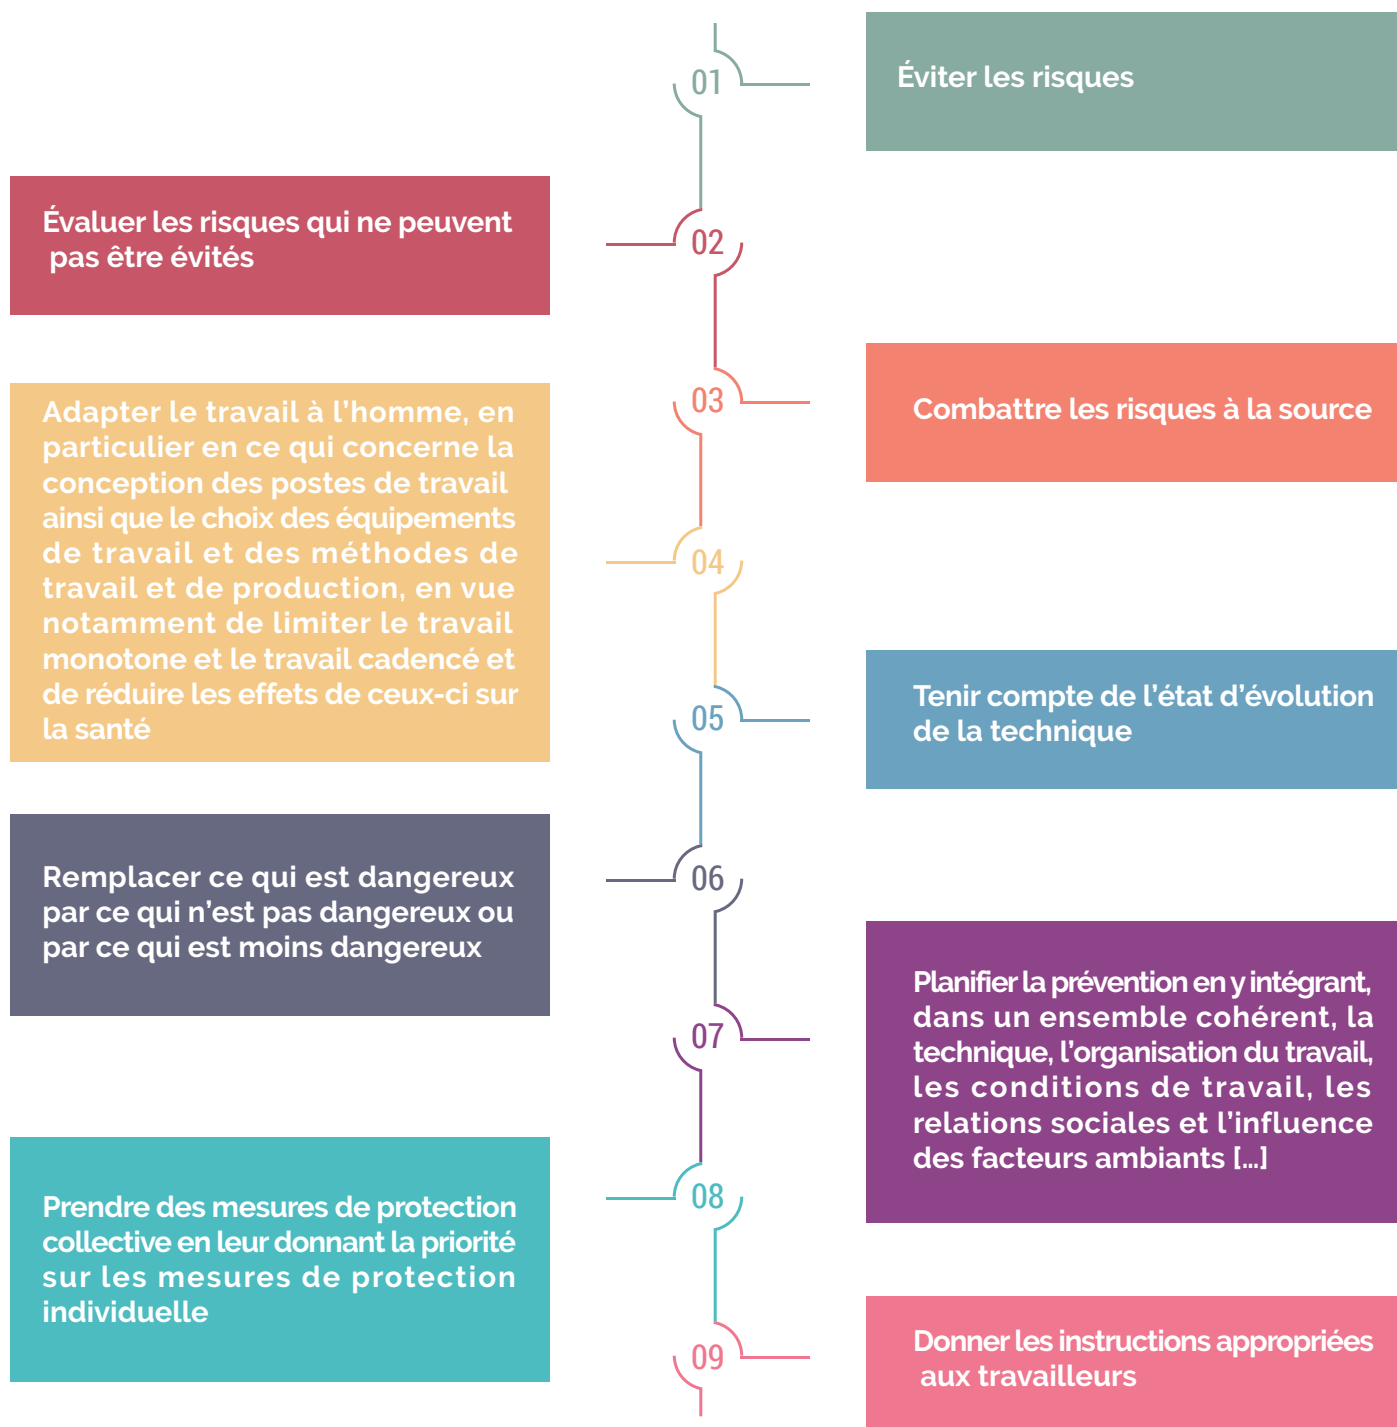 01
Éviter les risques
02
Évaluer les risques qui ne peuvent
pas être évités
03
Combattre les risques à la source
04
Adapter le travail à l’homme, en
particulier en ce qui concerne la
conception des postes de travail
ainsi que le choix des équipements
de travail et des méthodes de
travail et de production, en vue
notamment de limiter le travail
monotone et le travail cadencé et
de réduire les effets de ceux-ci sur
la santé
05
Tenir compte de l’état d’évolution
de la technique
06
Remplacer ce qui est dangereux
par ce qui n’est pas dangereux ou
par ce qui est moins dangereux
07
Planifier la prévention en y intégrant,
dans un ensemble cohérent, la
technique, l’organisation du travail,
les conditions de travail, les
relations sociales et l’influence
des facteurs ambiants [...]
08
Prendre des mesures de protection
collective en leur donnant la priorité
sur les mesures de protection
individuelle
09
Donner les instructions appropriées
aux travailleurs